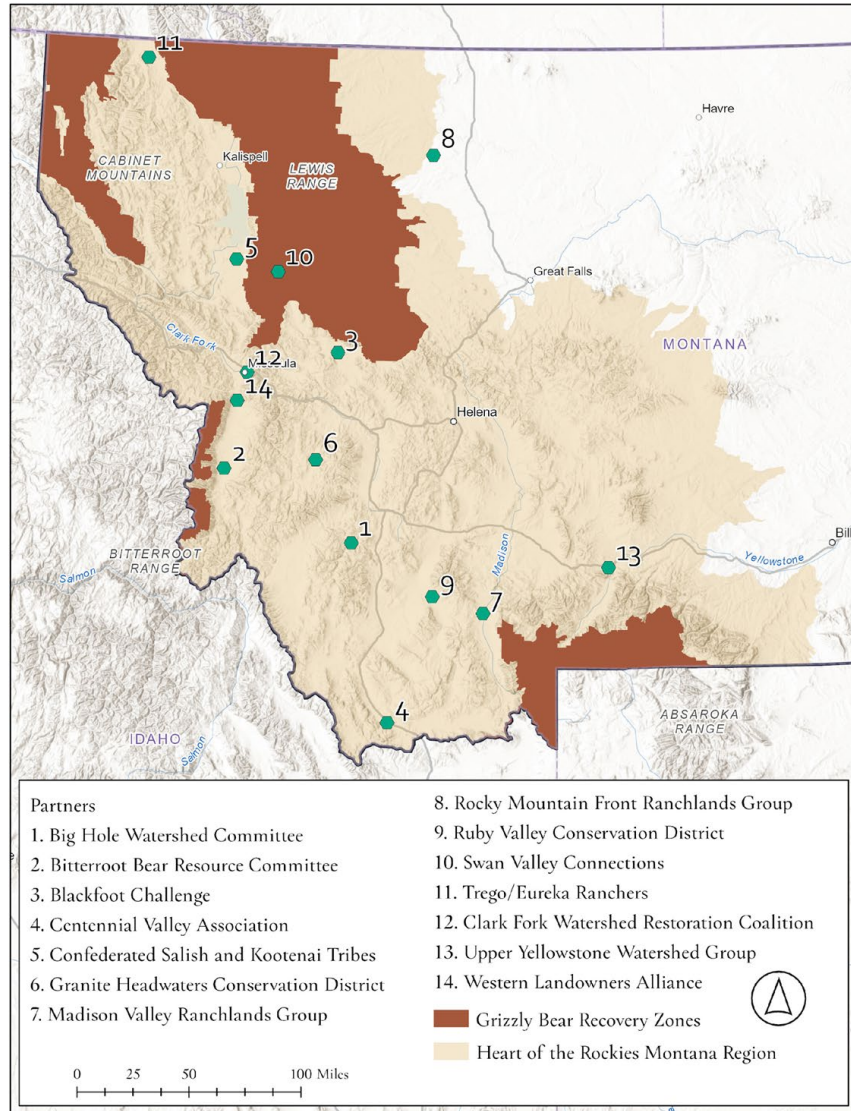 11
Havre
8
CABINET
MOUNTAINS
Kalispell
LEWIS
RANGE
5
10
Great Falls
Clark Fork
3
MONTANA
12
Missoula
14
Helena
6
2
1
Madison
Bill
BITTERROOT
RANGE
Yellowstone
13
Salmon
9
7
4
ABSAROKA
RANGE
IDAHO
Salmon
Partners
1. Big Hole Watershed Committee
2. Bitterroot Bear Resource Committee
3. Blackfoot Challenge
4. Centennial Valley Association
5. Confederated Salish and Kootenai Tribes
6. Granite Headwaters Conservation District
7. Madison Valley Ranchlands Group
8. Rocky Mountain Front Ranchlands Group
9. Ruby Valley Conservation District
10. Swan Valley Connections
11. Trego/Eureka Ranchers
12. Clark Fork Watershed Restoration Coalition
13. Upper Yellowstone Watershed Group
14. Western Landowners Alliance
Grizzly Bear Recovery Zones
Heart of the Rockies Montana Region
0 25 50 100 Miles